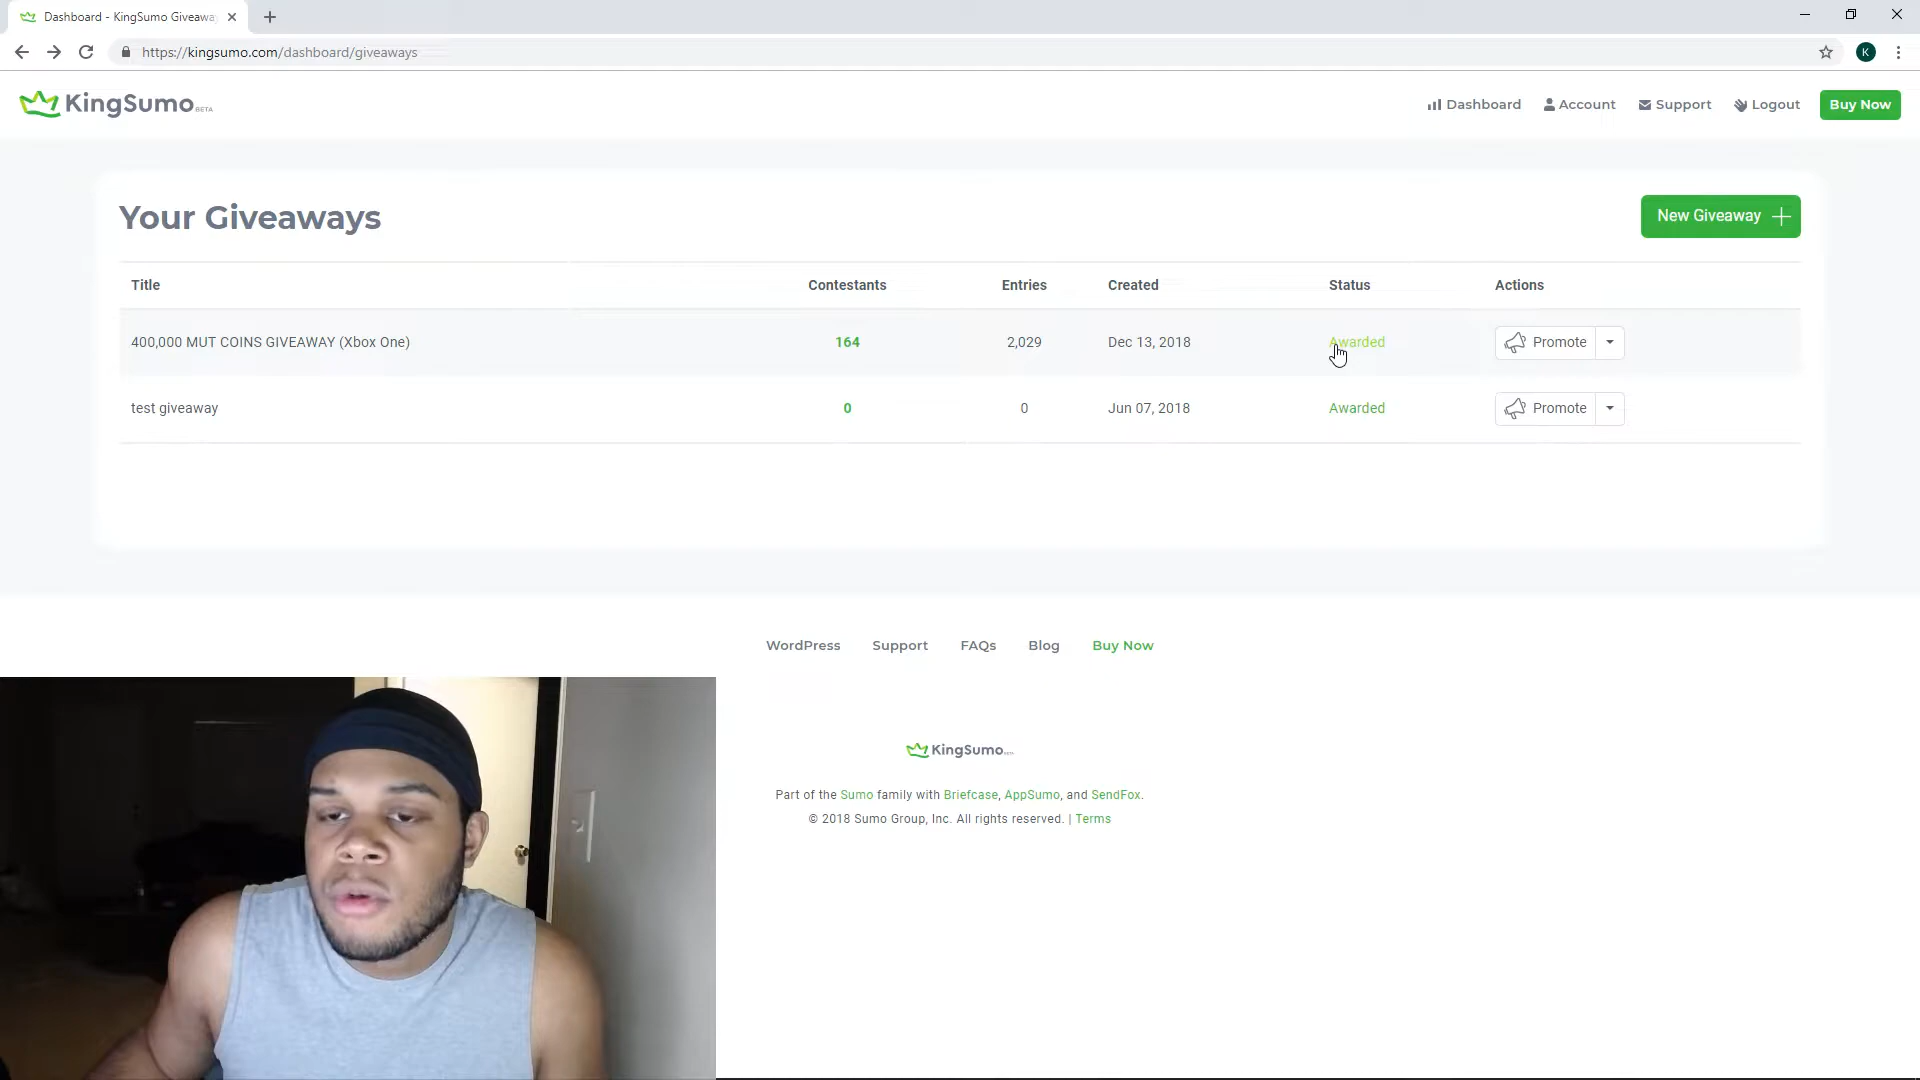 Dashboard - KingSumo Giveawa
https://kingsumo.com/dashboard/giveaways
K
KingSumo BETA
Dashboard
Account
Support
Logout
Buy Now
Your Giveaways
New Giveaway
Title Contestants Entries Created Status Actions
400,000 MUT COINS GIVEAWAY (Xbox One) 164 2,029 Dec 13, 2018 Awarded Promote
test giveaway 0 0 Jun 07, 2018 Awarded Promote
WordPress Support FAQs Blog Buy Now
KingSumo
Part of the Sumo family with Briefcase, AppSumo, and SendFox.
© 2018 Sumo Group, Inc. All rights reserved. | Terms